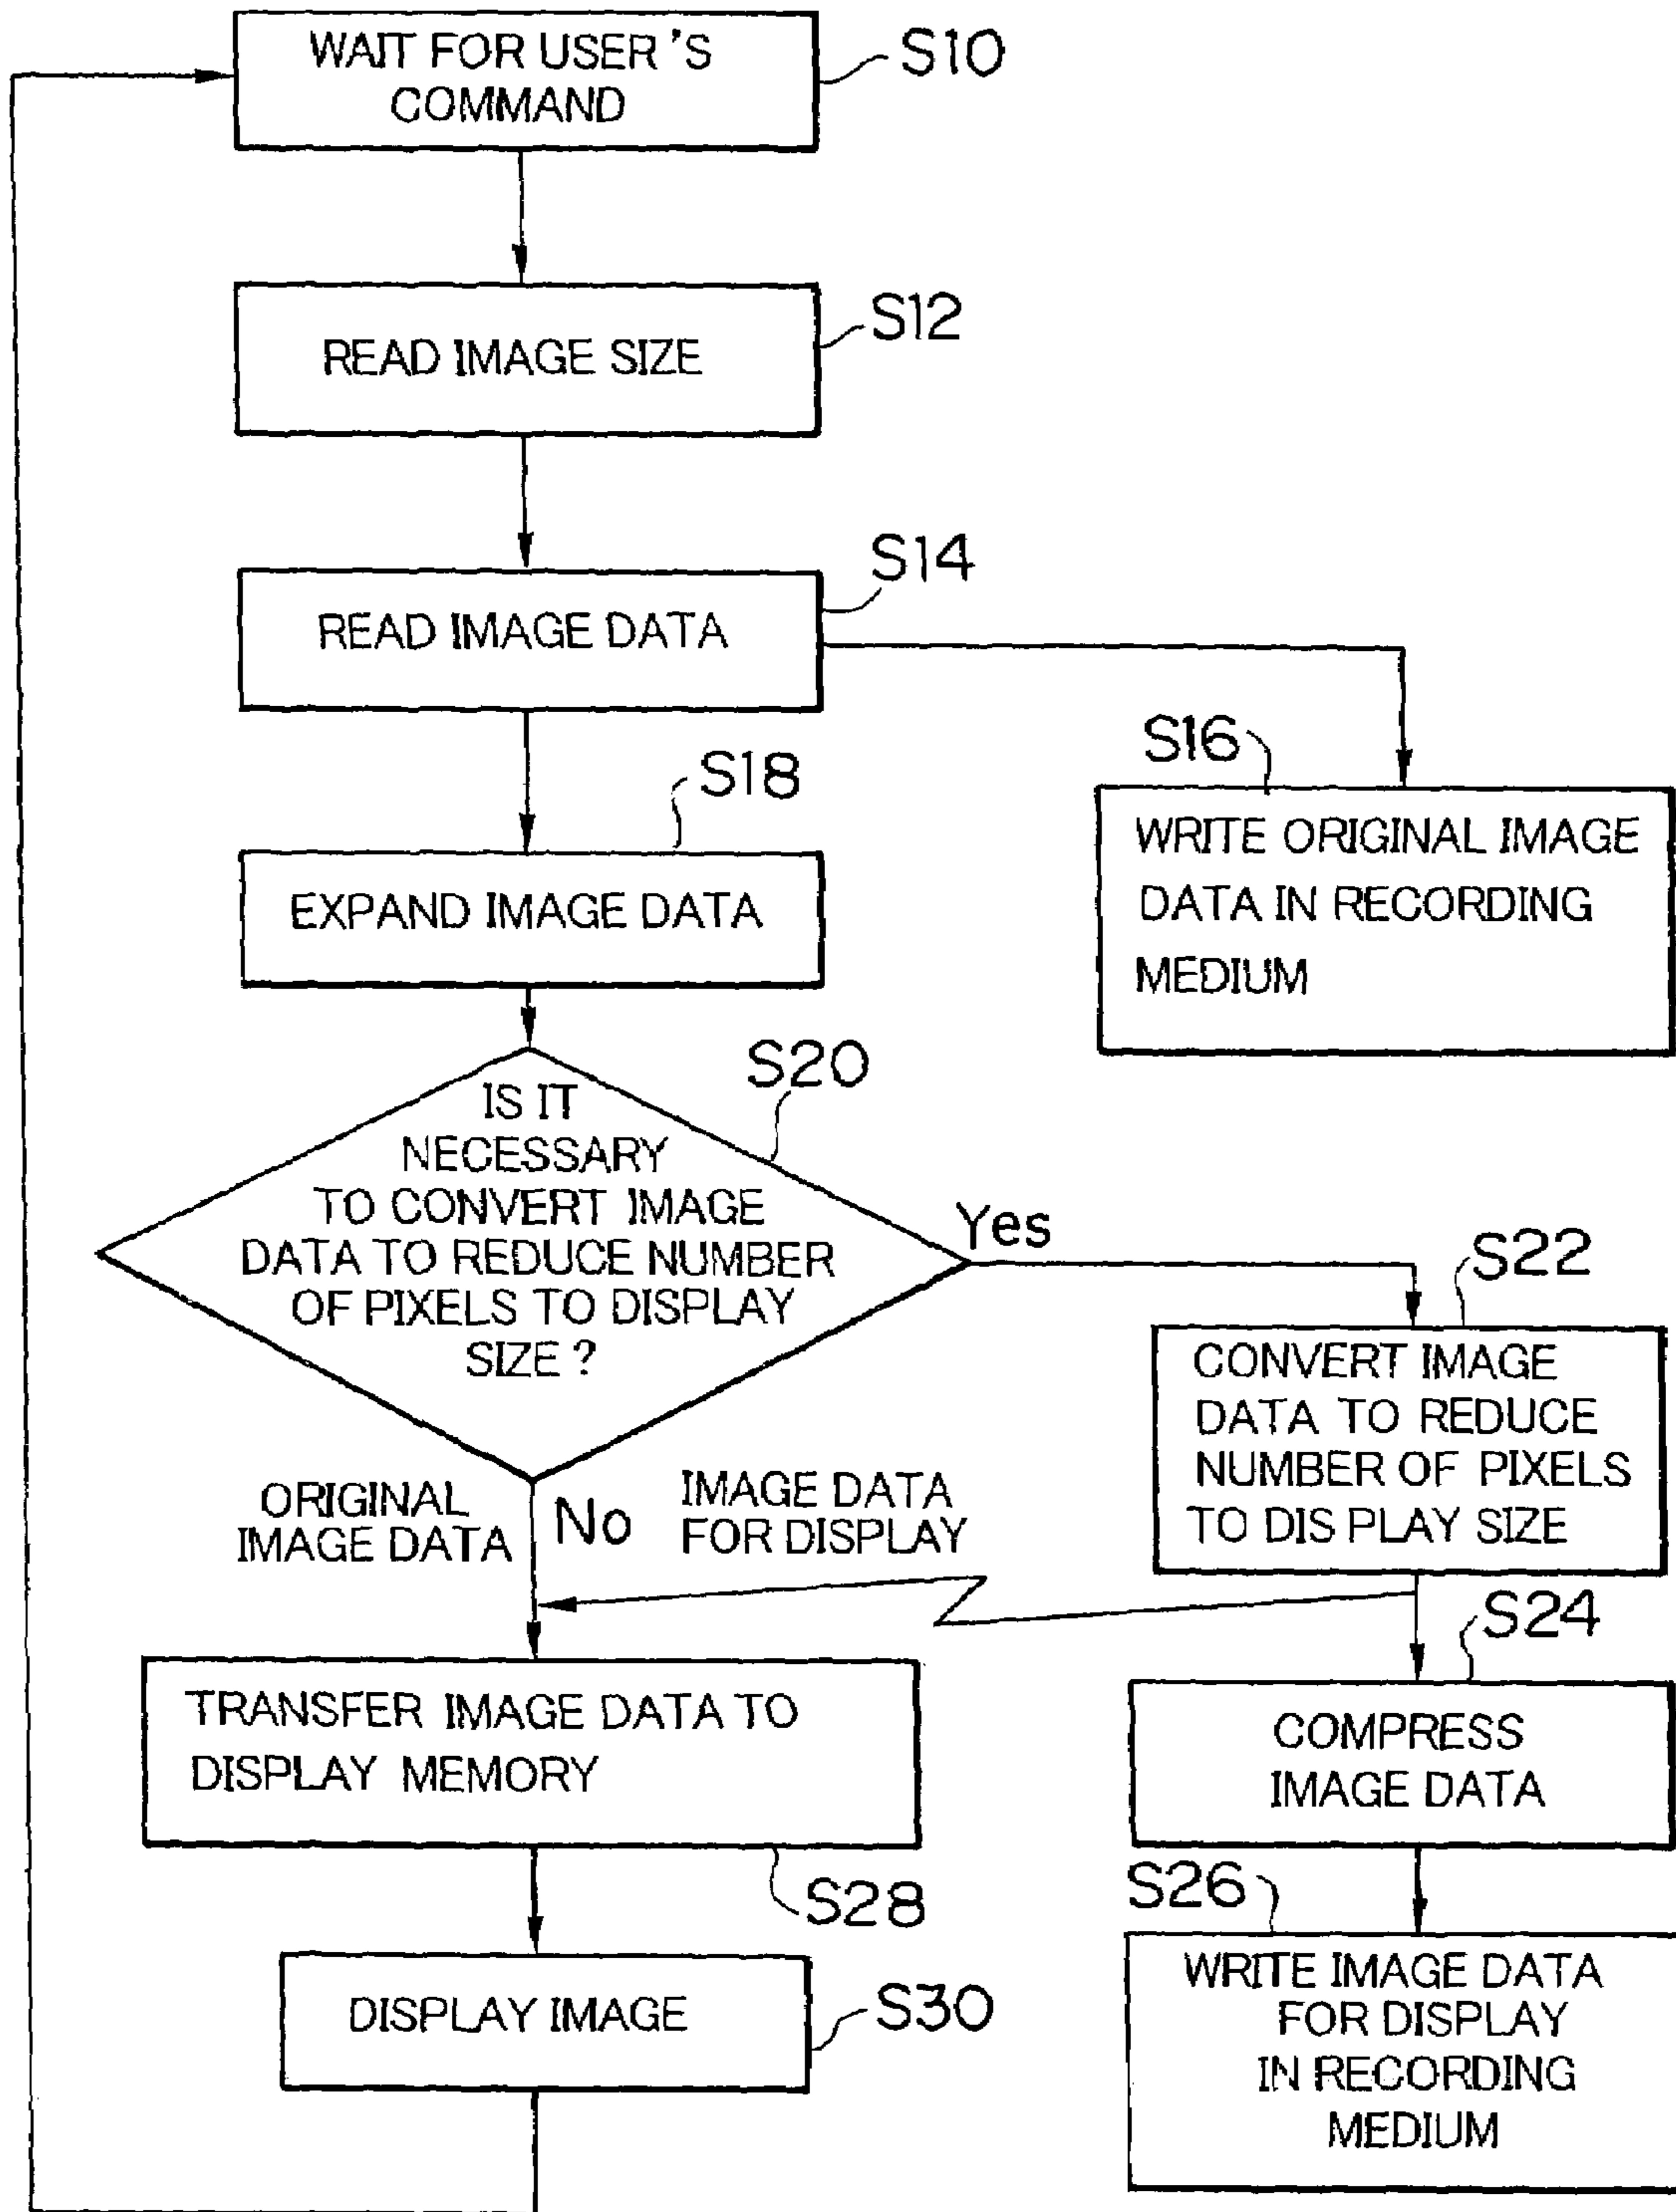 WAIT FOR USER'S
COMMAND
S10
READ IMAGE SIZE
S12
READ IMAGE DATA
S14
S16
WRITE ORIGINAL IMAGE
DATA IN RECORDING
MEDIUM
S18
EXPAND IMAGE DATA
S20
IS IT
NECESSARY
TO CONVERT IMAGE
DATA TO REDUCE NUMBER
OF PIXELS TO DISPLAY
SIZE ?
Yes
S22
CONVERT IMAGE
DATA TO REDUCE
NUMBER OF PIXELS
TO DIS PLAY SIZE
ORIGINAL
IMAGE DATA
No
IMAGE DATA
FOR DISPLAY
S24
COMPRESS
IMAGE DATA
TRANSFER IMAGE DATA TO
DISPLAY MEMORY
S28
S26
WRITE IMAGE DATA
FOR DISPLAY
IN RECORDING
MEDIUM
DISPLAY IMAGE
S30